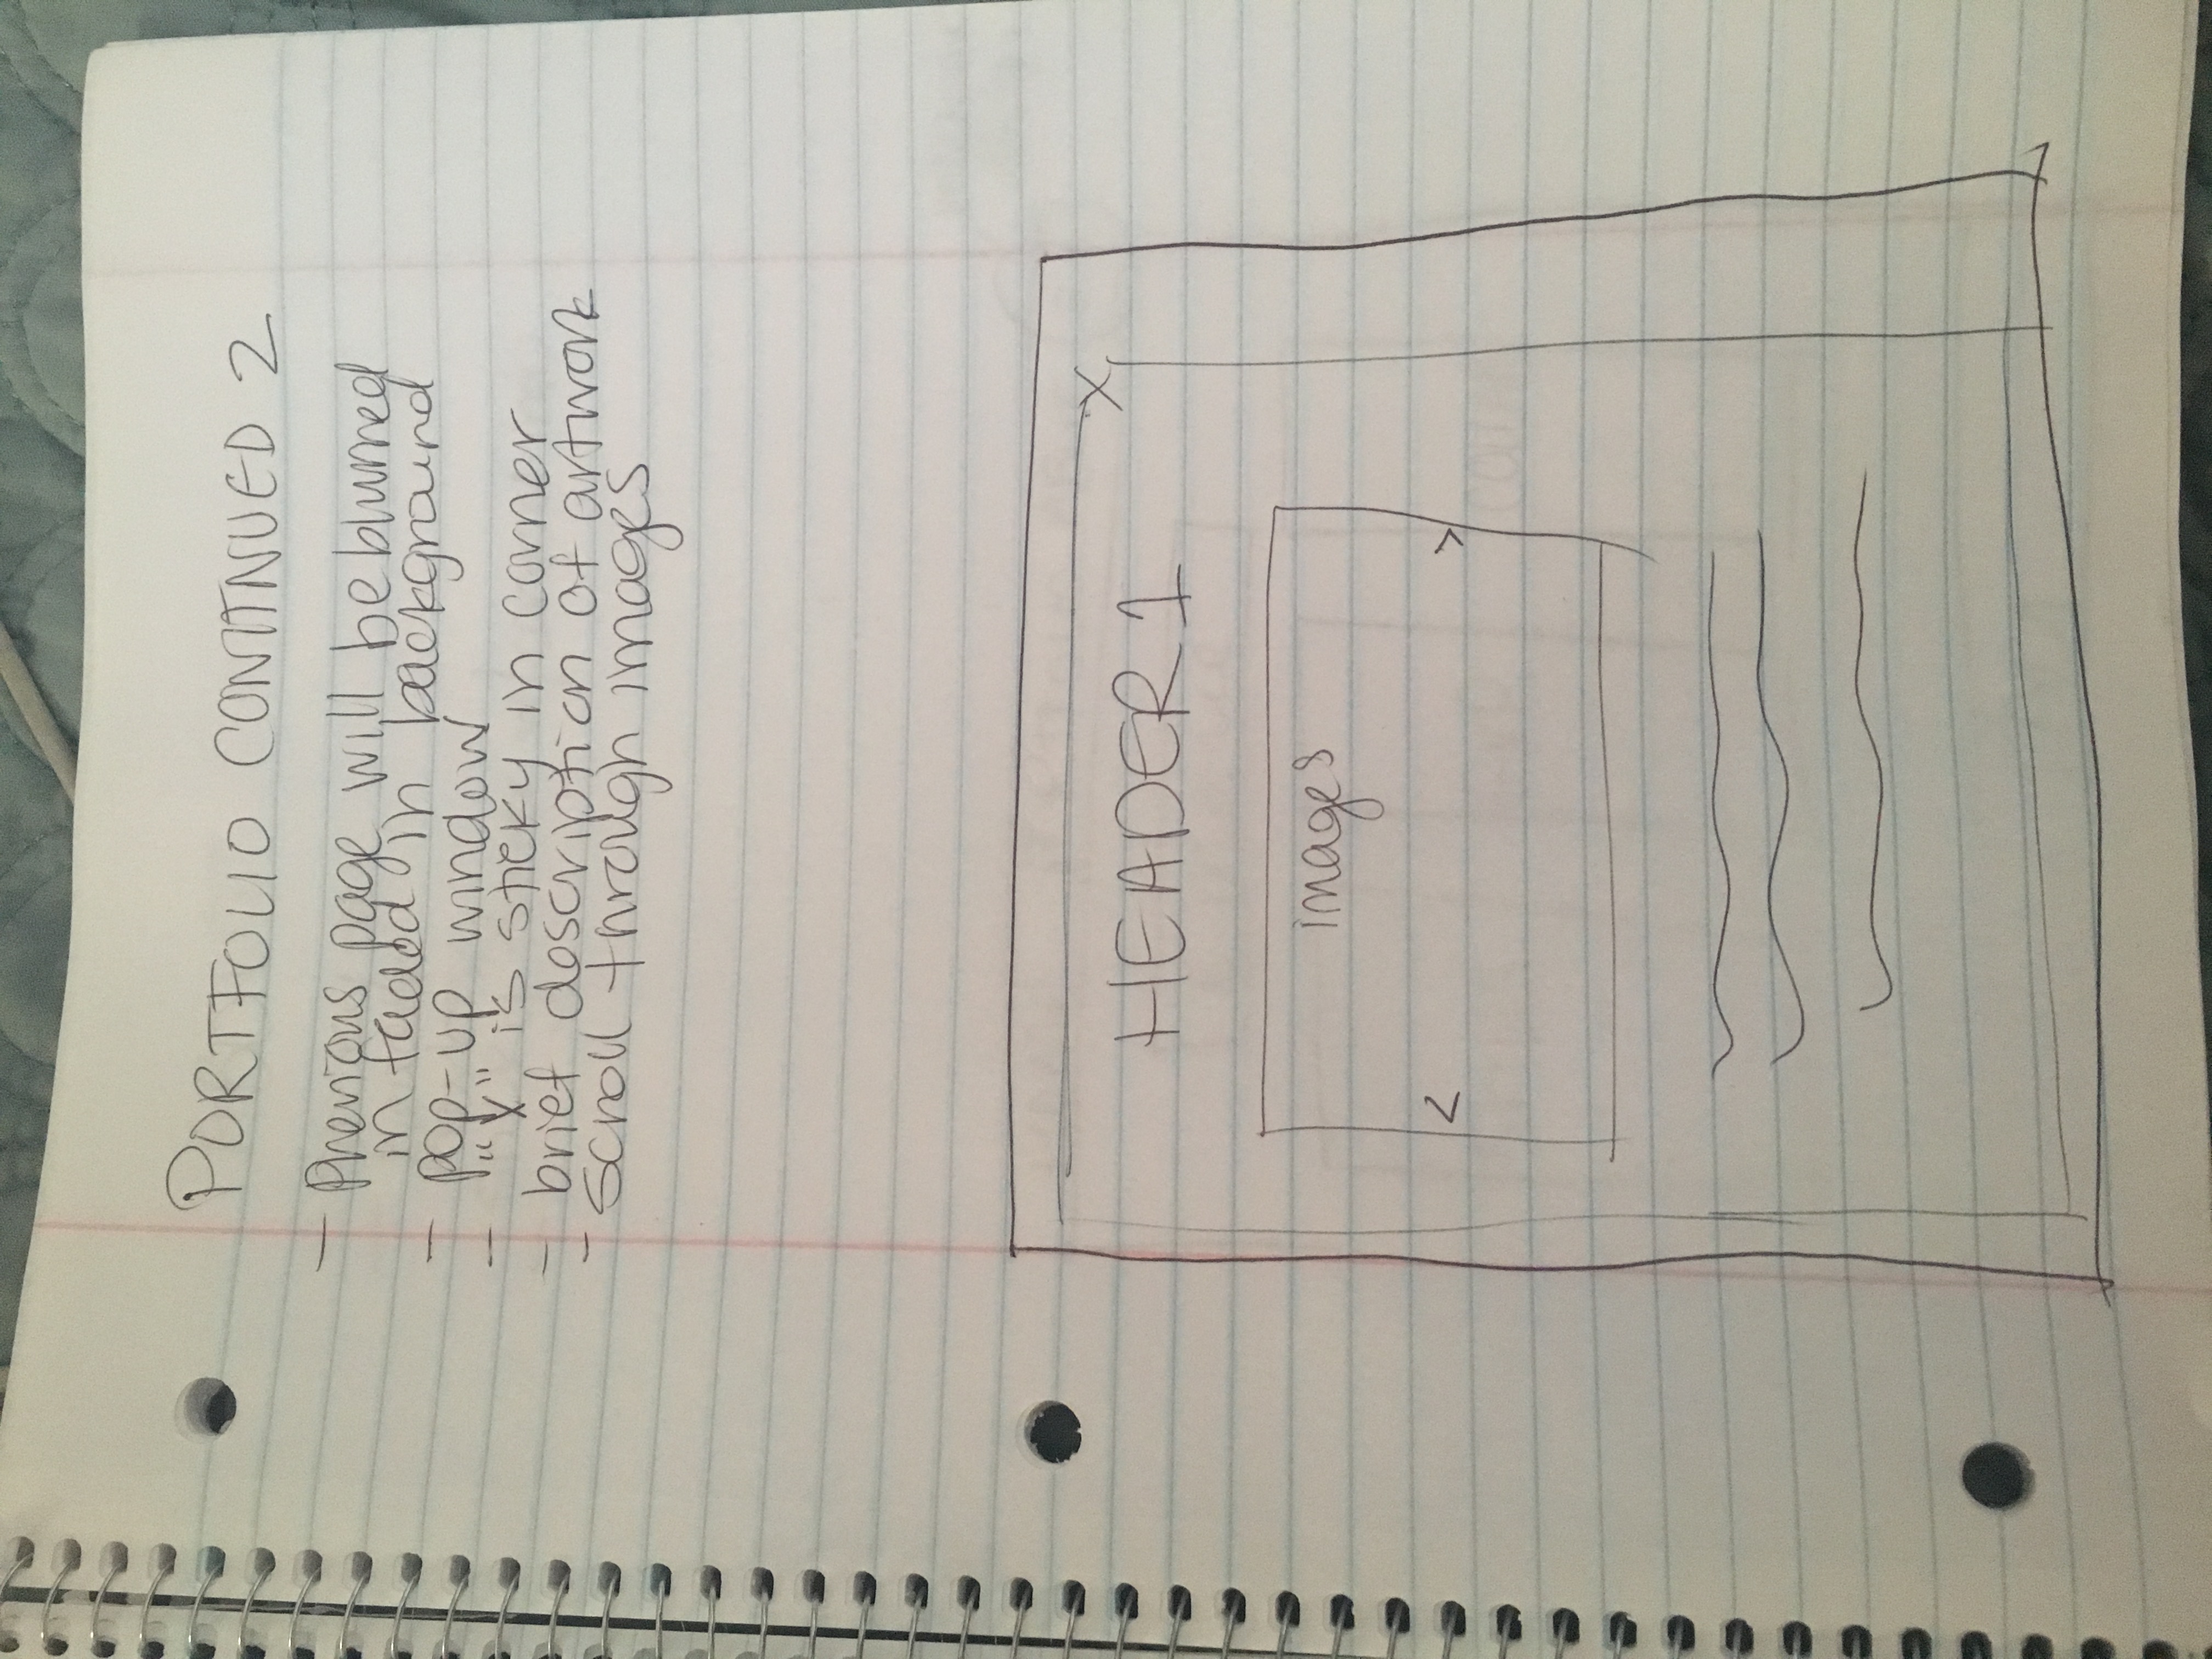 PORTFOLIO CONTINUED 2
- Previous page will be blurred
in faded in background
- pop-up window
- "X" is sticky in corner
- brief description of artwork
- scroll through images
X
HEADER 1
images
< >